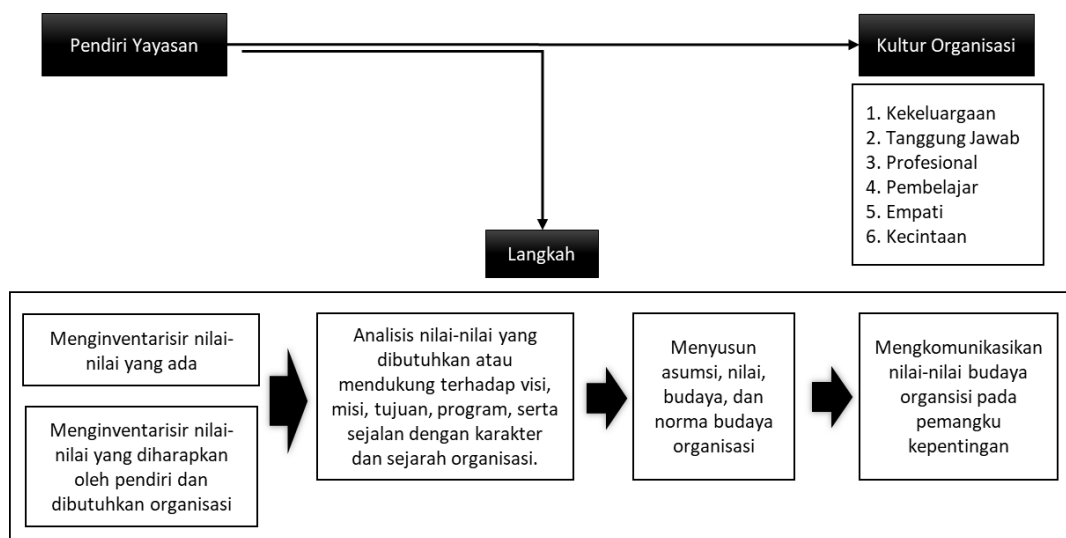 Pendiri Yayasan
Kultur Organisasi
1. Kekeluargaan
2. Tanggung Jawab
3. Profesional
4. Pembelajar
5. Empati
6. Kecintaan
Langkah
Menginventarisir nilai-
nilai yang ada
Menginventarisir nilai-
nilai yang diharapkan
oleh pendiri dan
dibutuhkan organisasi
Analisis nilai-nilai yang
dibutuhkan atau
mendukung terhadap visi,
misi, tujuan, program, serta
sejalan dengan karakter
dan sejarah organisasi.
Menyusun
asumsi, nilai,
budaya, dan
norma budaya
organisasi
Mengkomunikasikan
nilai-nilai budaya
organsisi pada
pemangku
kepentingan